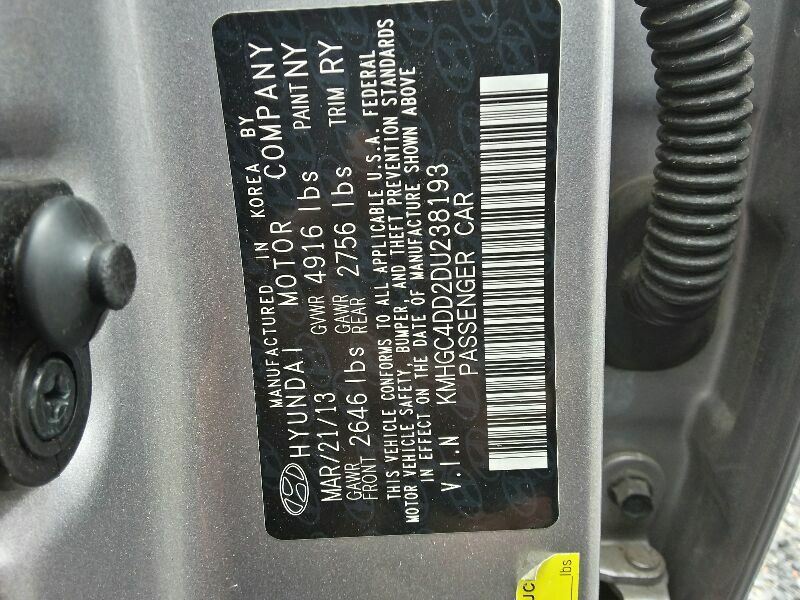 MANUFACTURED IN KOREA BY
HYUNDAI MOTOR COMPANY
MAR/21/13 GVWR 4916 lbs PAINT NY
GAWR FRONT 2646 lbs GAWR REAR 2756 lbs TRIM RY
THIS VEHICLE CONFORMS TO ALL APPLICABLE U.S.A. FEDERAL
MOTOR VEHICLE SAFETY, BUMPER, AND THEFT PREVENTION STANDARDS
IN EFFECT ON THE DATE OF MANUFACTURE SHOWN ABOVE
V.I.N KMHGC4DD2DU238193
PASSENGER CAR
lbs